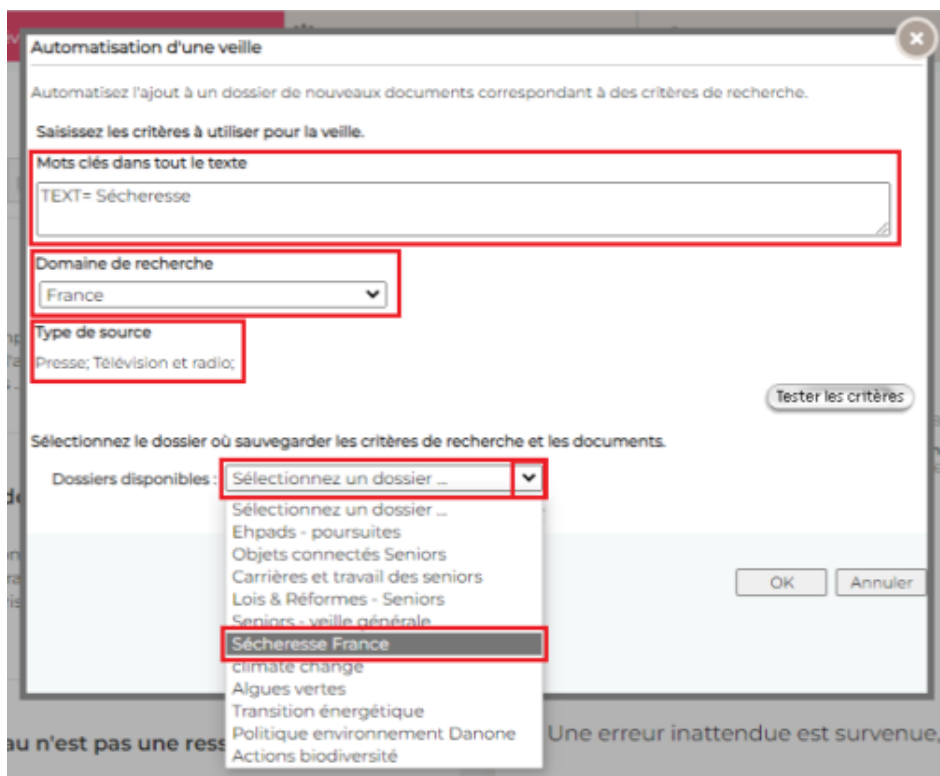 Automatisation d'une veille
Automatisez l'ajout à un dossier de nouveaux documents correspondant à des critères de recherche.
Saisissez les critères à utiliser pour la veille.
Mots clés dans tout le texte
TEXT= Sécheresse
Domaine de recherche
France
Type de source
Presse; Télévision et radio;
Tester les critères
Sélectionnez le dossier où sauvegarder les critères de recherche et les documents.
Dossiers disponibles : Sélectionnez un dossier ...
Sélectionnez un dossier ...
Ehpads - poursuites
Objets connectés Seniors
Carrières et travail des seniors
OK Annuler
Lois & Réformes - Seniors
Seniors - veille générale
Sécheresse France
climate change
Algues vertes
Transition énergétique
Politique environnement Danone
Actions biodiversité
au n'est pas une ress
Une erreur inattendue est survenue,